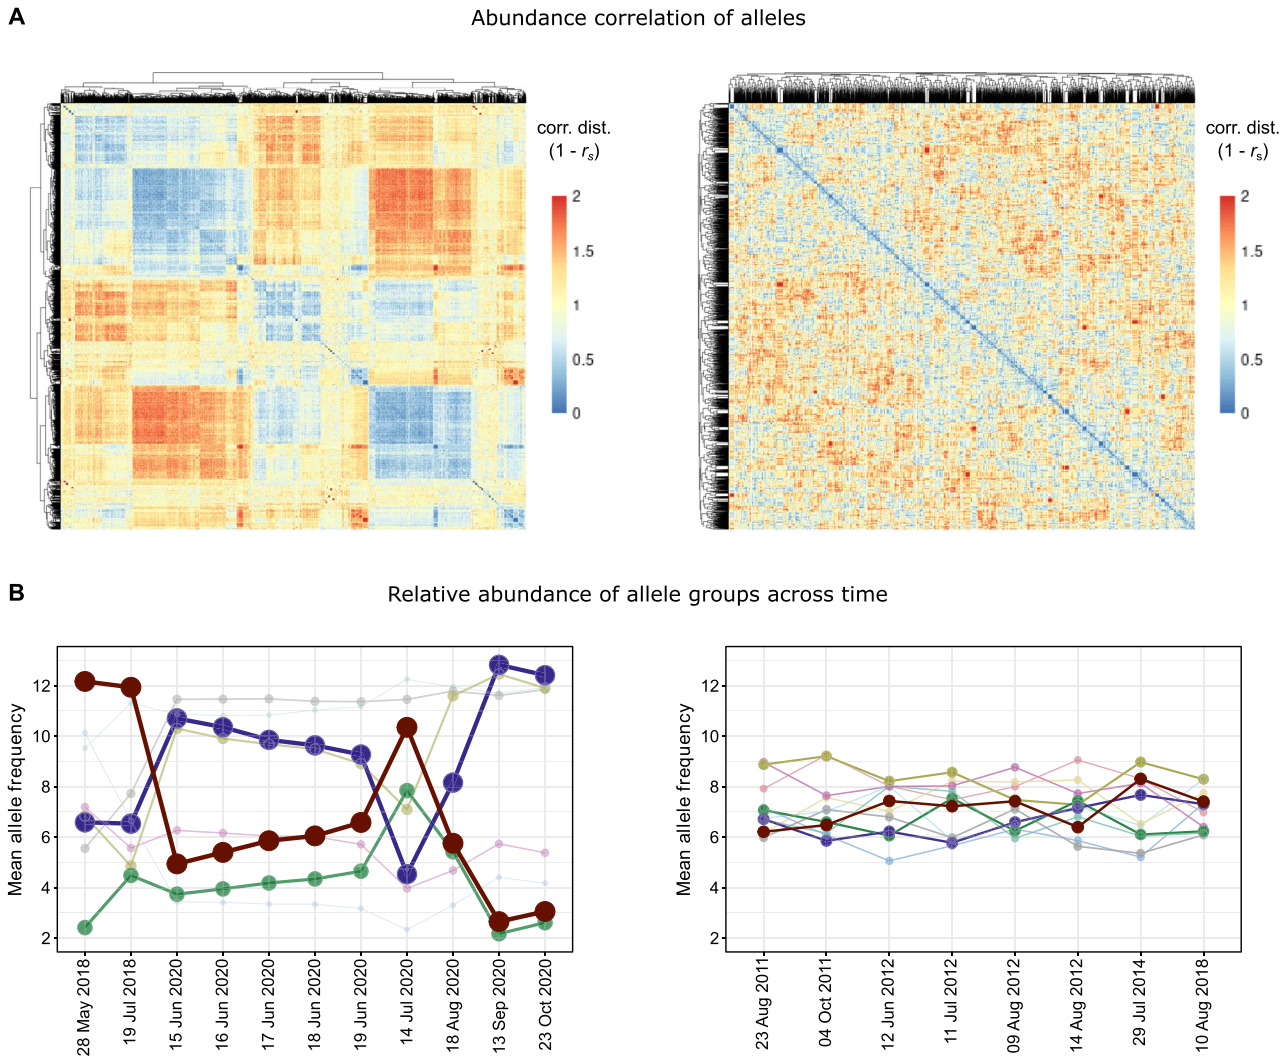 A
Abundance correlation of alleles
corr. dist.
(1 - rs)
2
1.5
1
0.5
0
corr. dist.
(1 - rs)
2
1.5
1
0.5
0
B
Relative abundance of allele groups across time
Mean allele frequency
12
10
8
6
4
2
28 May 2018
19 Jul 2018
15 Jun 2020
16 Jun 2020
17 Jun 2020
18 Jun 2020
19 Jun 2020
14 Jul 2020
18 Aug 2020
13 Sep 2020
23 Oct 2020
Mean allele frequency
12
10
8
6
4
2
23 Aug 2011
04 Oct 2011
12 Jun 2012
11 Jul 2012
09 Aug 2012
14 Aug 2012
29 Jul 2014
10 Aug 2018